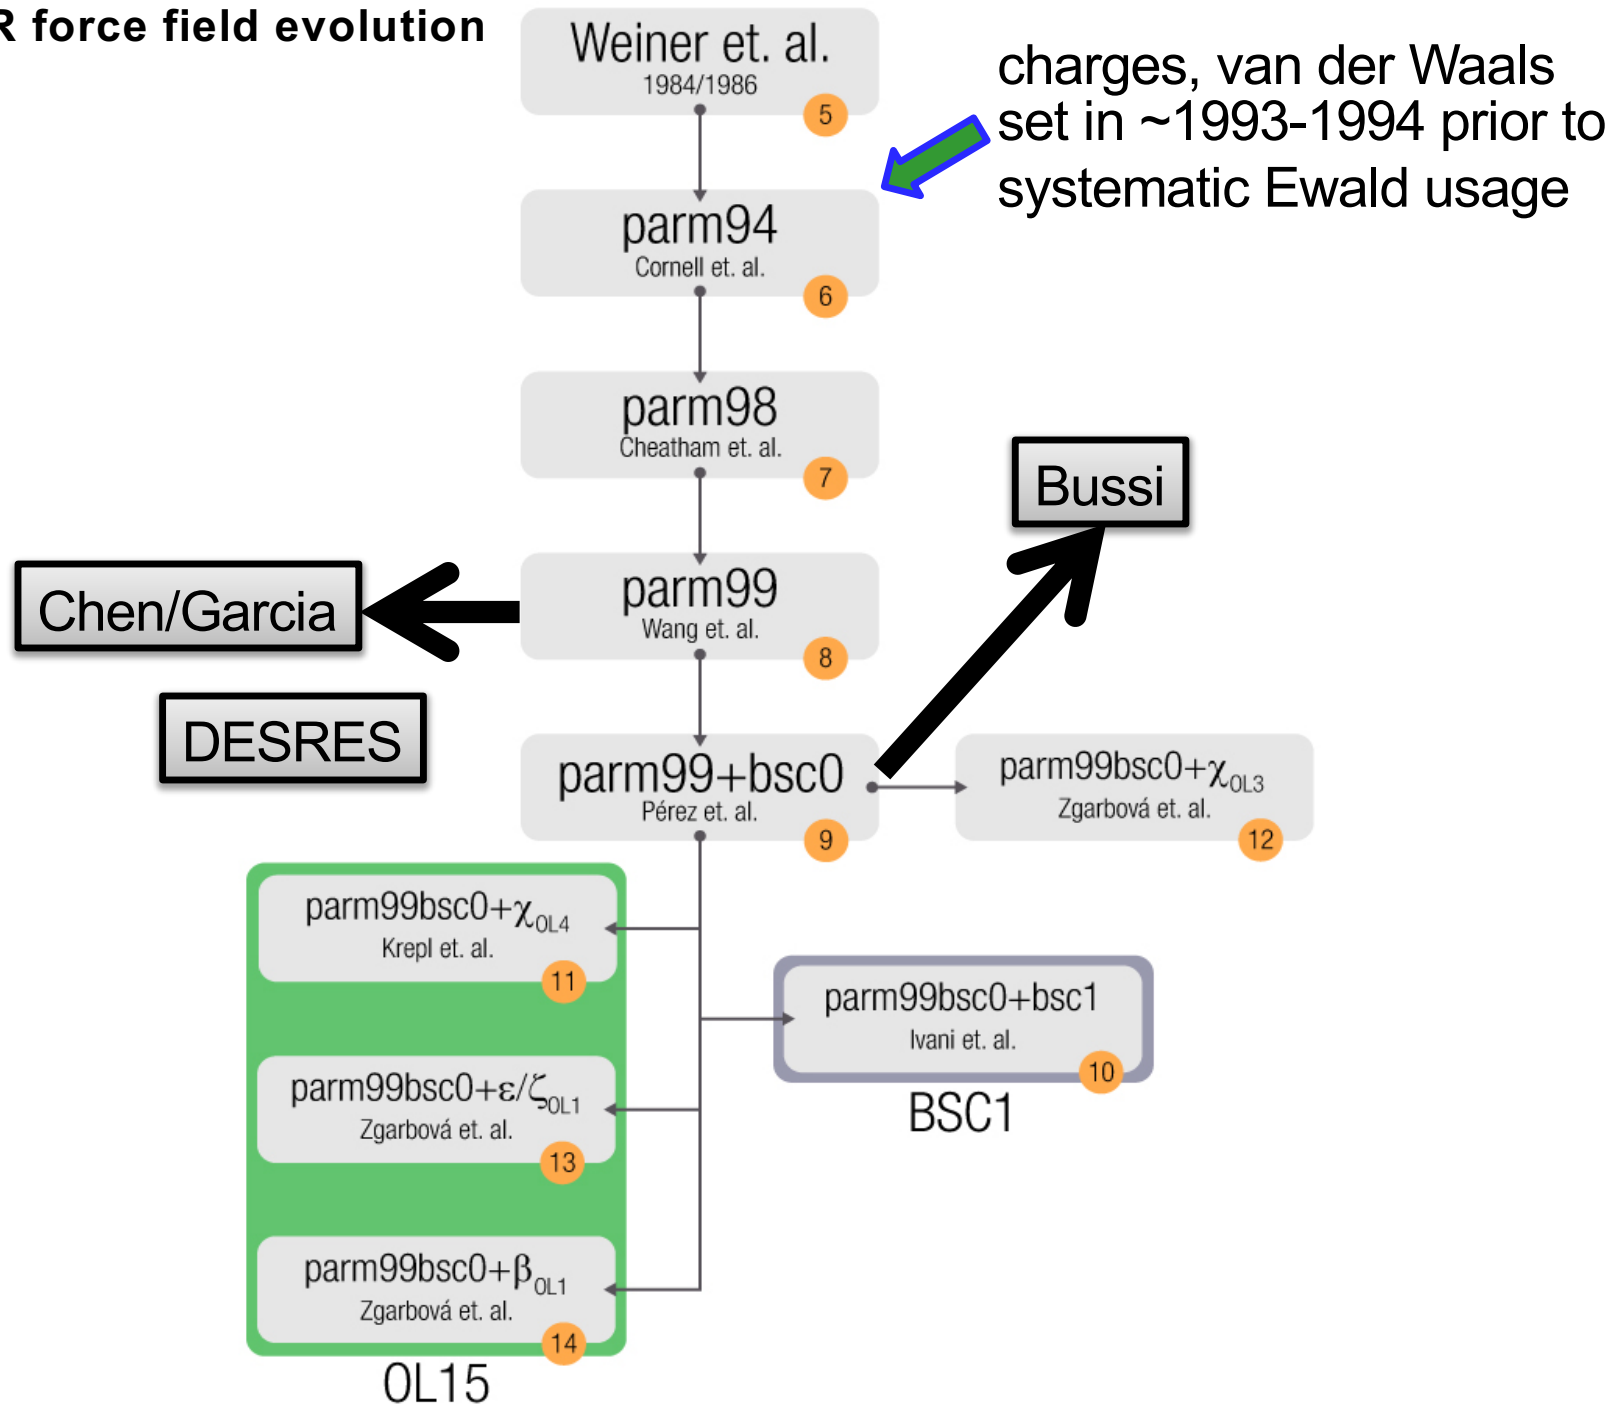 R force field evolution
Weiner et. al.
1984/1986
5
charges, van der Waals
set in ~1993-1994 prior to
systematic Ewald usage
parm94
Cornell et. al.
6
parm98
Cheatham et. al.
7
Bussi
Chen/Garcia
parm99
Wang et. al.
8
DESRES
parm99+bsc0
Pérez et. al.
9
parm99bsc0+χOL3
Zgarbová et. al.
12
parm99bsc0+χOL4
Krepl et. al.
11
parm99bsc0+bsc1
Ivani et. al.
10
BSC1
parm99bsc0+ε/ζOL1
Zgarbová et. al.
13
parm99bsc0+βOL1
Zgarbová et. al.
14
OL15